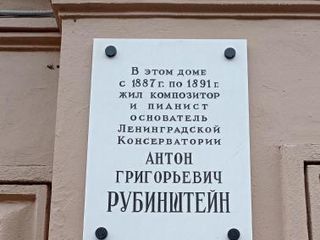 В ЭТОМ ДОМЕ
С 1887 Г. ПО 1891 Г.
ЖИЛ КОМПОЗИТОР
И ПИАНИСТ
ОСНОВАТЕЛЬ
ЛЕНИНГРАДСКОЙ
КОНСЕРВАТОРИИ
АНТОН
ГРИГОРЬЕВИЧ
РУБИНШТЕЙН